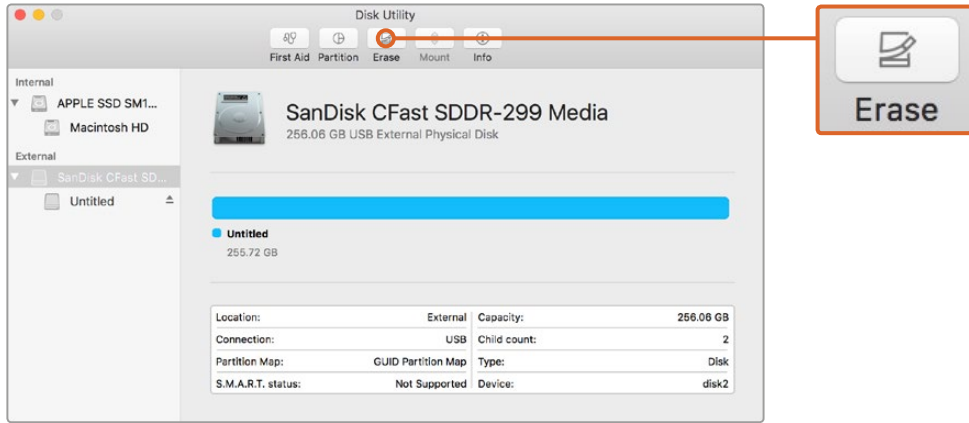 Disk Utility
First Aid Partition Erase Mount Info
Erase
Internal
APPLE SSD SM1...
Macintosh HD
External
SanDisk CFast SD...
Untitled
SanDisk CFast SDDR-299 Media
256.06 GB USB External Physical Disk
Untitled
255.72 GB
Location: External Capacity: 256.06 GB
Connection: USB Child count: 2
Partition Map: GUID Partition Map Type: Disk
S.M.A.R.T. status: Not Supported Device: disk2